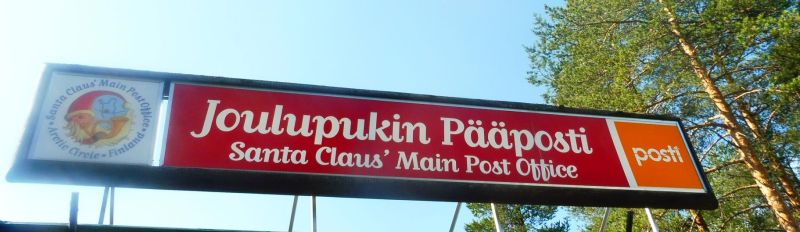 Santa Claus' Main Post Office
Arctic Circle • Finland
Joulupukin Pääposti
Santa Claus' Main Post Office
posti